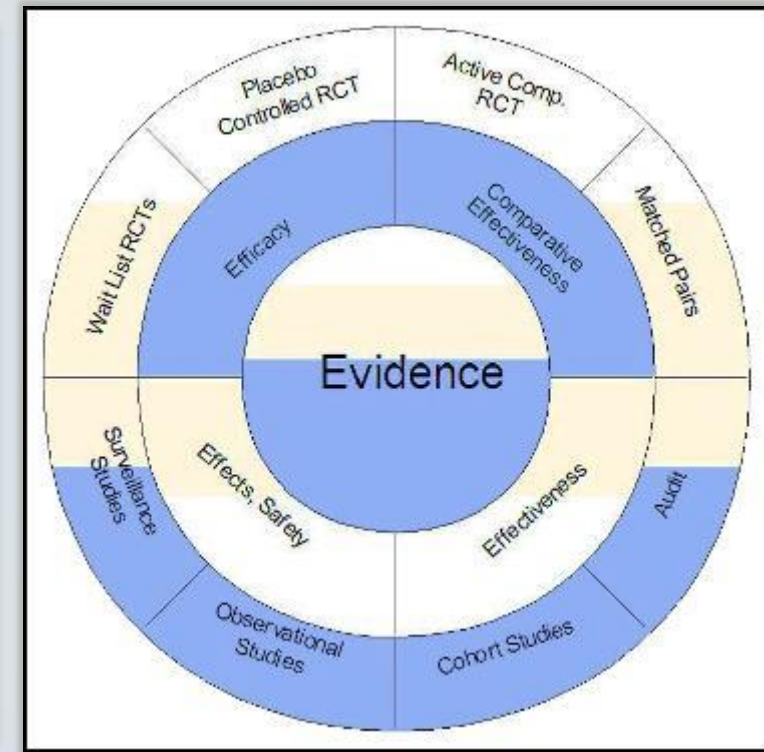 Placebo
Controlled RCT
Active Comp.
RCT
Wait List RCTs
Efficacy
Comparative
Effectiveness
Matched Pairs
Evidence
Surveillance
Studies
Effects, Safety
Effectiveness
Audit
Observational
Studies
Cohort Studies